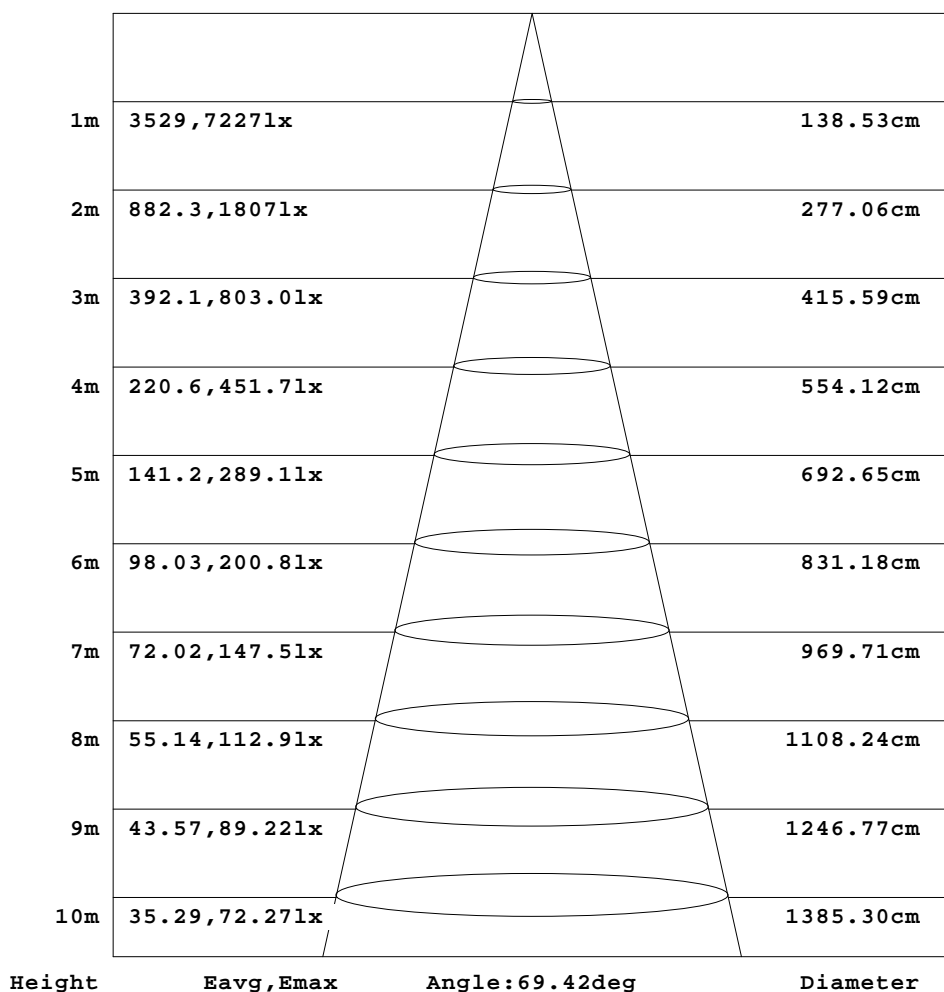 1m 3529,7227lx 138.53cm
2m 882.3,1807lx 277.06cm
3m 392.1,803.0lx 415.59cm
4m 220.6,451.7lx 554.12cm
5m 141.2,289.1lx 692.65cm
6m 98.03,200.8lx 831.18cm
7m 72.02,147.5lx 969.71cm
8m 55.14,112.9lx 1108.24cm
9m 43.57,89.22lx 1246.77cm
10m 35.29,72.27lx 1385.30cm
Height Eavg,Emax Angle:69.42deg Diameter